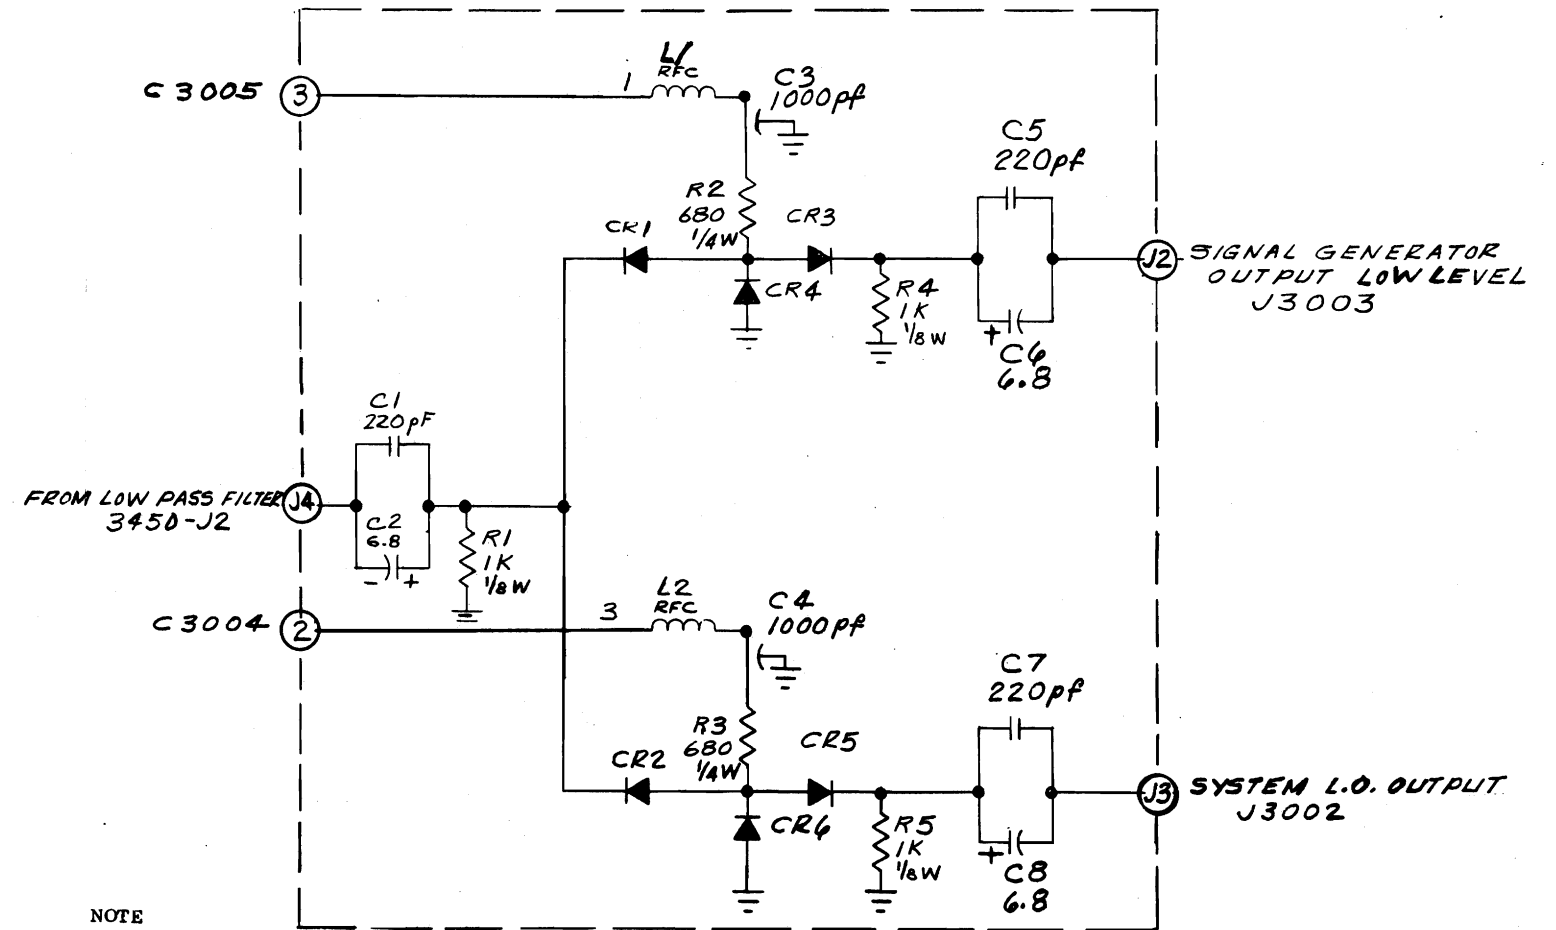 L1
RFC
C 3005
3
1
C3
1000pf
C5
220pf
R2
680
1/4W
CR1
CR3
CR4
R4
1K
1/8W
+
C6
6.8
J2
SIGNAL GENERATOR
OUTPUT LOW LEVEL
J3003
C1
220pF
FROM LOW PASS FILTER
3450-J2
J4
C2
6.8
- +
R1
1K
1/8W
C 3004
2
3
L2
RFC
C4
1000pf
C7
220pf
R3
680
1/4W
CR2
CR5
CR6
R5
1K
1/8W
+
C8
6.8
J3
SYSTEM L.O. OUTPUT
J3002
NOTE